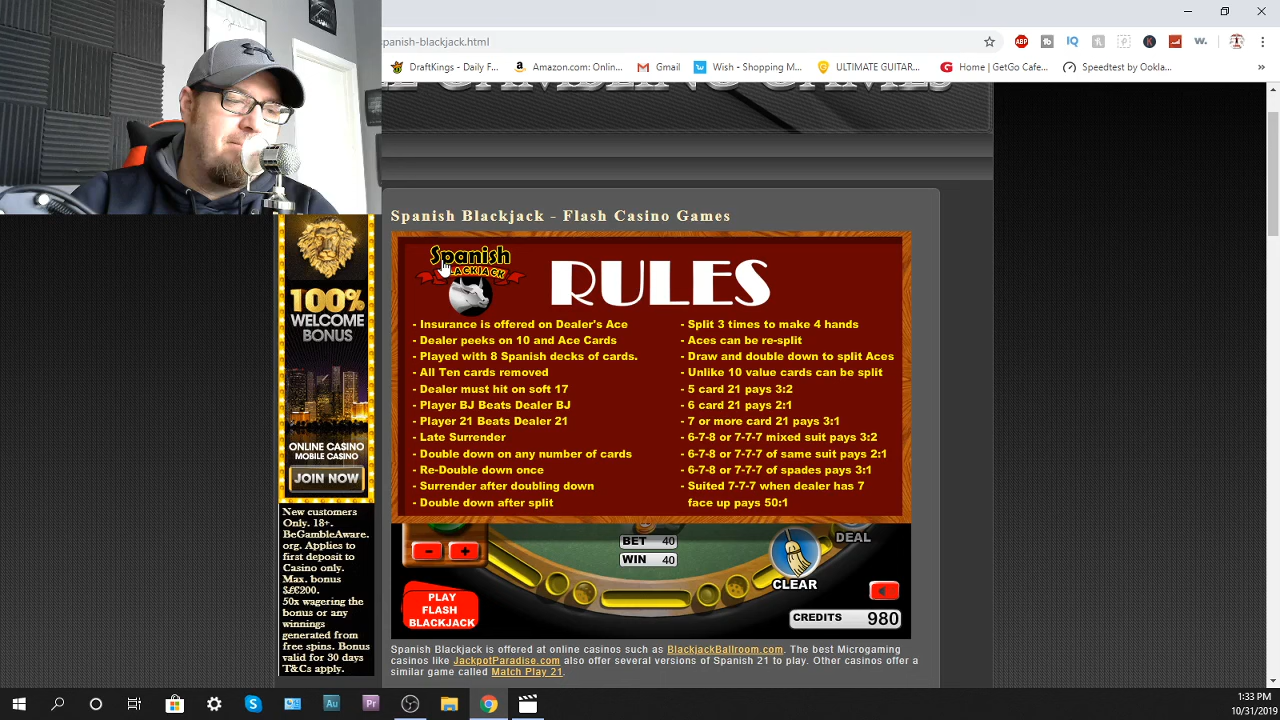 spanish-blackjack.html
ABP
IQ
K
w.
DraftKings - Daily F...
Amazon.com: Onlin...
Gmail
Wish - Shopping M...
ULTIMATE GUITAR...
Home | GetGo Cafe...
Speedtest by Ookla...
»
E GAMBLING GAMES
Spanish Blackjack - Flash Casino Games
Spanish
BLACKJACK
RULES
- Insurance is offered on Dealer's Ace
- Dealer peeks on 10 and Ace Cards
- Played with 8 Spanish decks of cards.
- All Ten cards removed
- Dealer must hit on soft 17
- Player BJ Beats Dealer BJ
- Player 21 Beats Dealer 21
- Late Surrender
- Double down on any number of cards
- Re-Double down once
- Surrender after doubling down
- Double down after split
- Split 3 times to make 4 hands
- Aces can be re-split
- Draw and double down to split Aces
- Unlike 10 value cards can be split
- 5 card 21 pays 3:2
- 6 card 21 pays 2:1
- 7 or more card 21 pays 3:1
- 6-7-8 or 7-7-7 mixed suit pays 3:2
- 6-7-8 or 7-7-7 of same suit pays 2:1
- 6-7-8 or 7-7-7 of spades pays 3:1
- Suited 7-7-7 when dealer has 7
face up pays 50:1
100%
WELCOME
BONUS
ONLINE CASINO
MOBILE CASINO
JOIN NOW
New customers
Only. 18+.
BeGambleAware.
org. Applies to
first deposit to
Casino only.
Max. bonus
$£€200.
50x wagering the
bonus or any
winnings
generated from
free spins. Bonus
valid for 30 days
T&Cs apply.
BET 40
WIN 40
DEAL
CLEAR
- +
PLAY
FLASH
BLACKJACK
CREDITS 980
Spanish Blackjack is offered at online casinos such as BlackjackBallroom.com. The best Microgaming
casinos like JackpotParadise.com also offer several versions of Spanish 21 to play. Other casinos offer a
similar game called Match Play 21.
Au
Pr
1:33 PM
10/31/2019